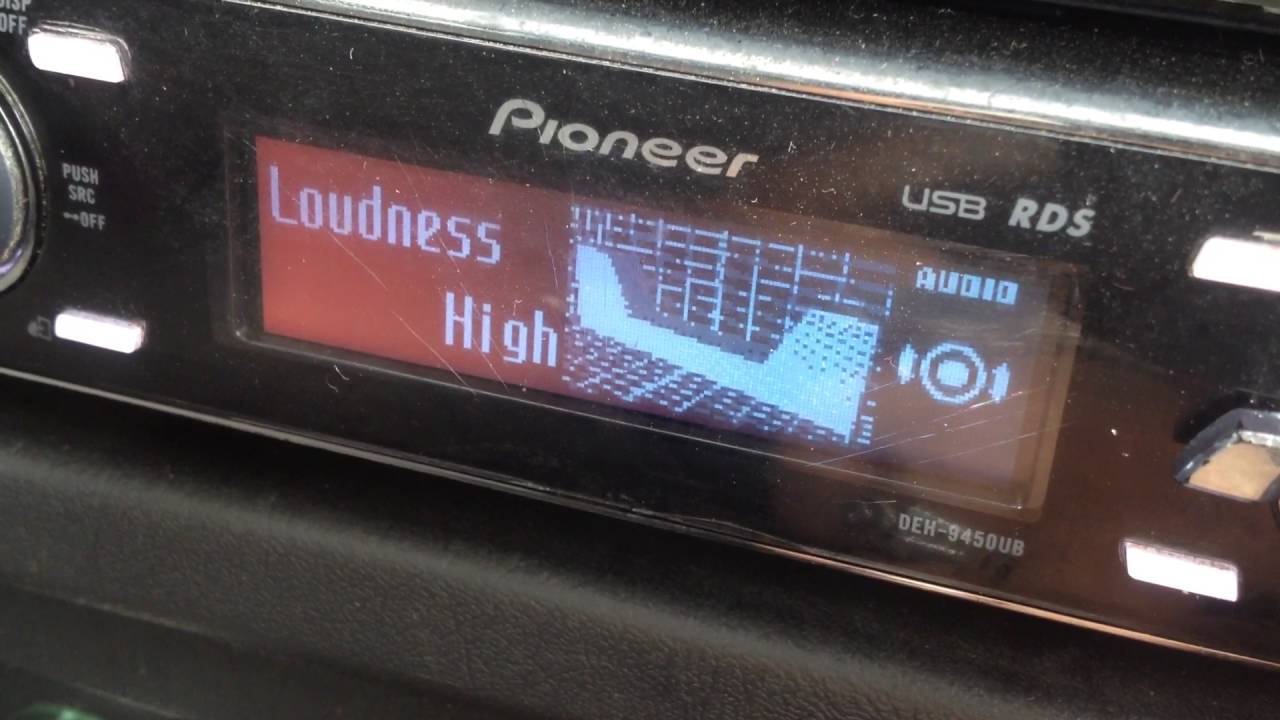 DISP
OFF
Pioneer
PUSH
SRC
OFF
USB RDS
Loudness
AUDIO
High
DEH-9450UB